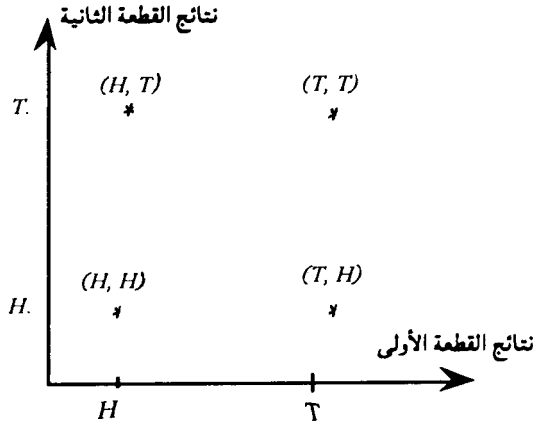 نتائج القطعة الثانية
(H, T) (T, T)
T.
(H, H) (T, H)
H.
نتائج القطعة الأولى
H T